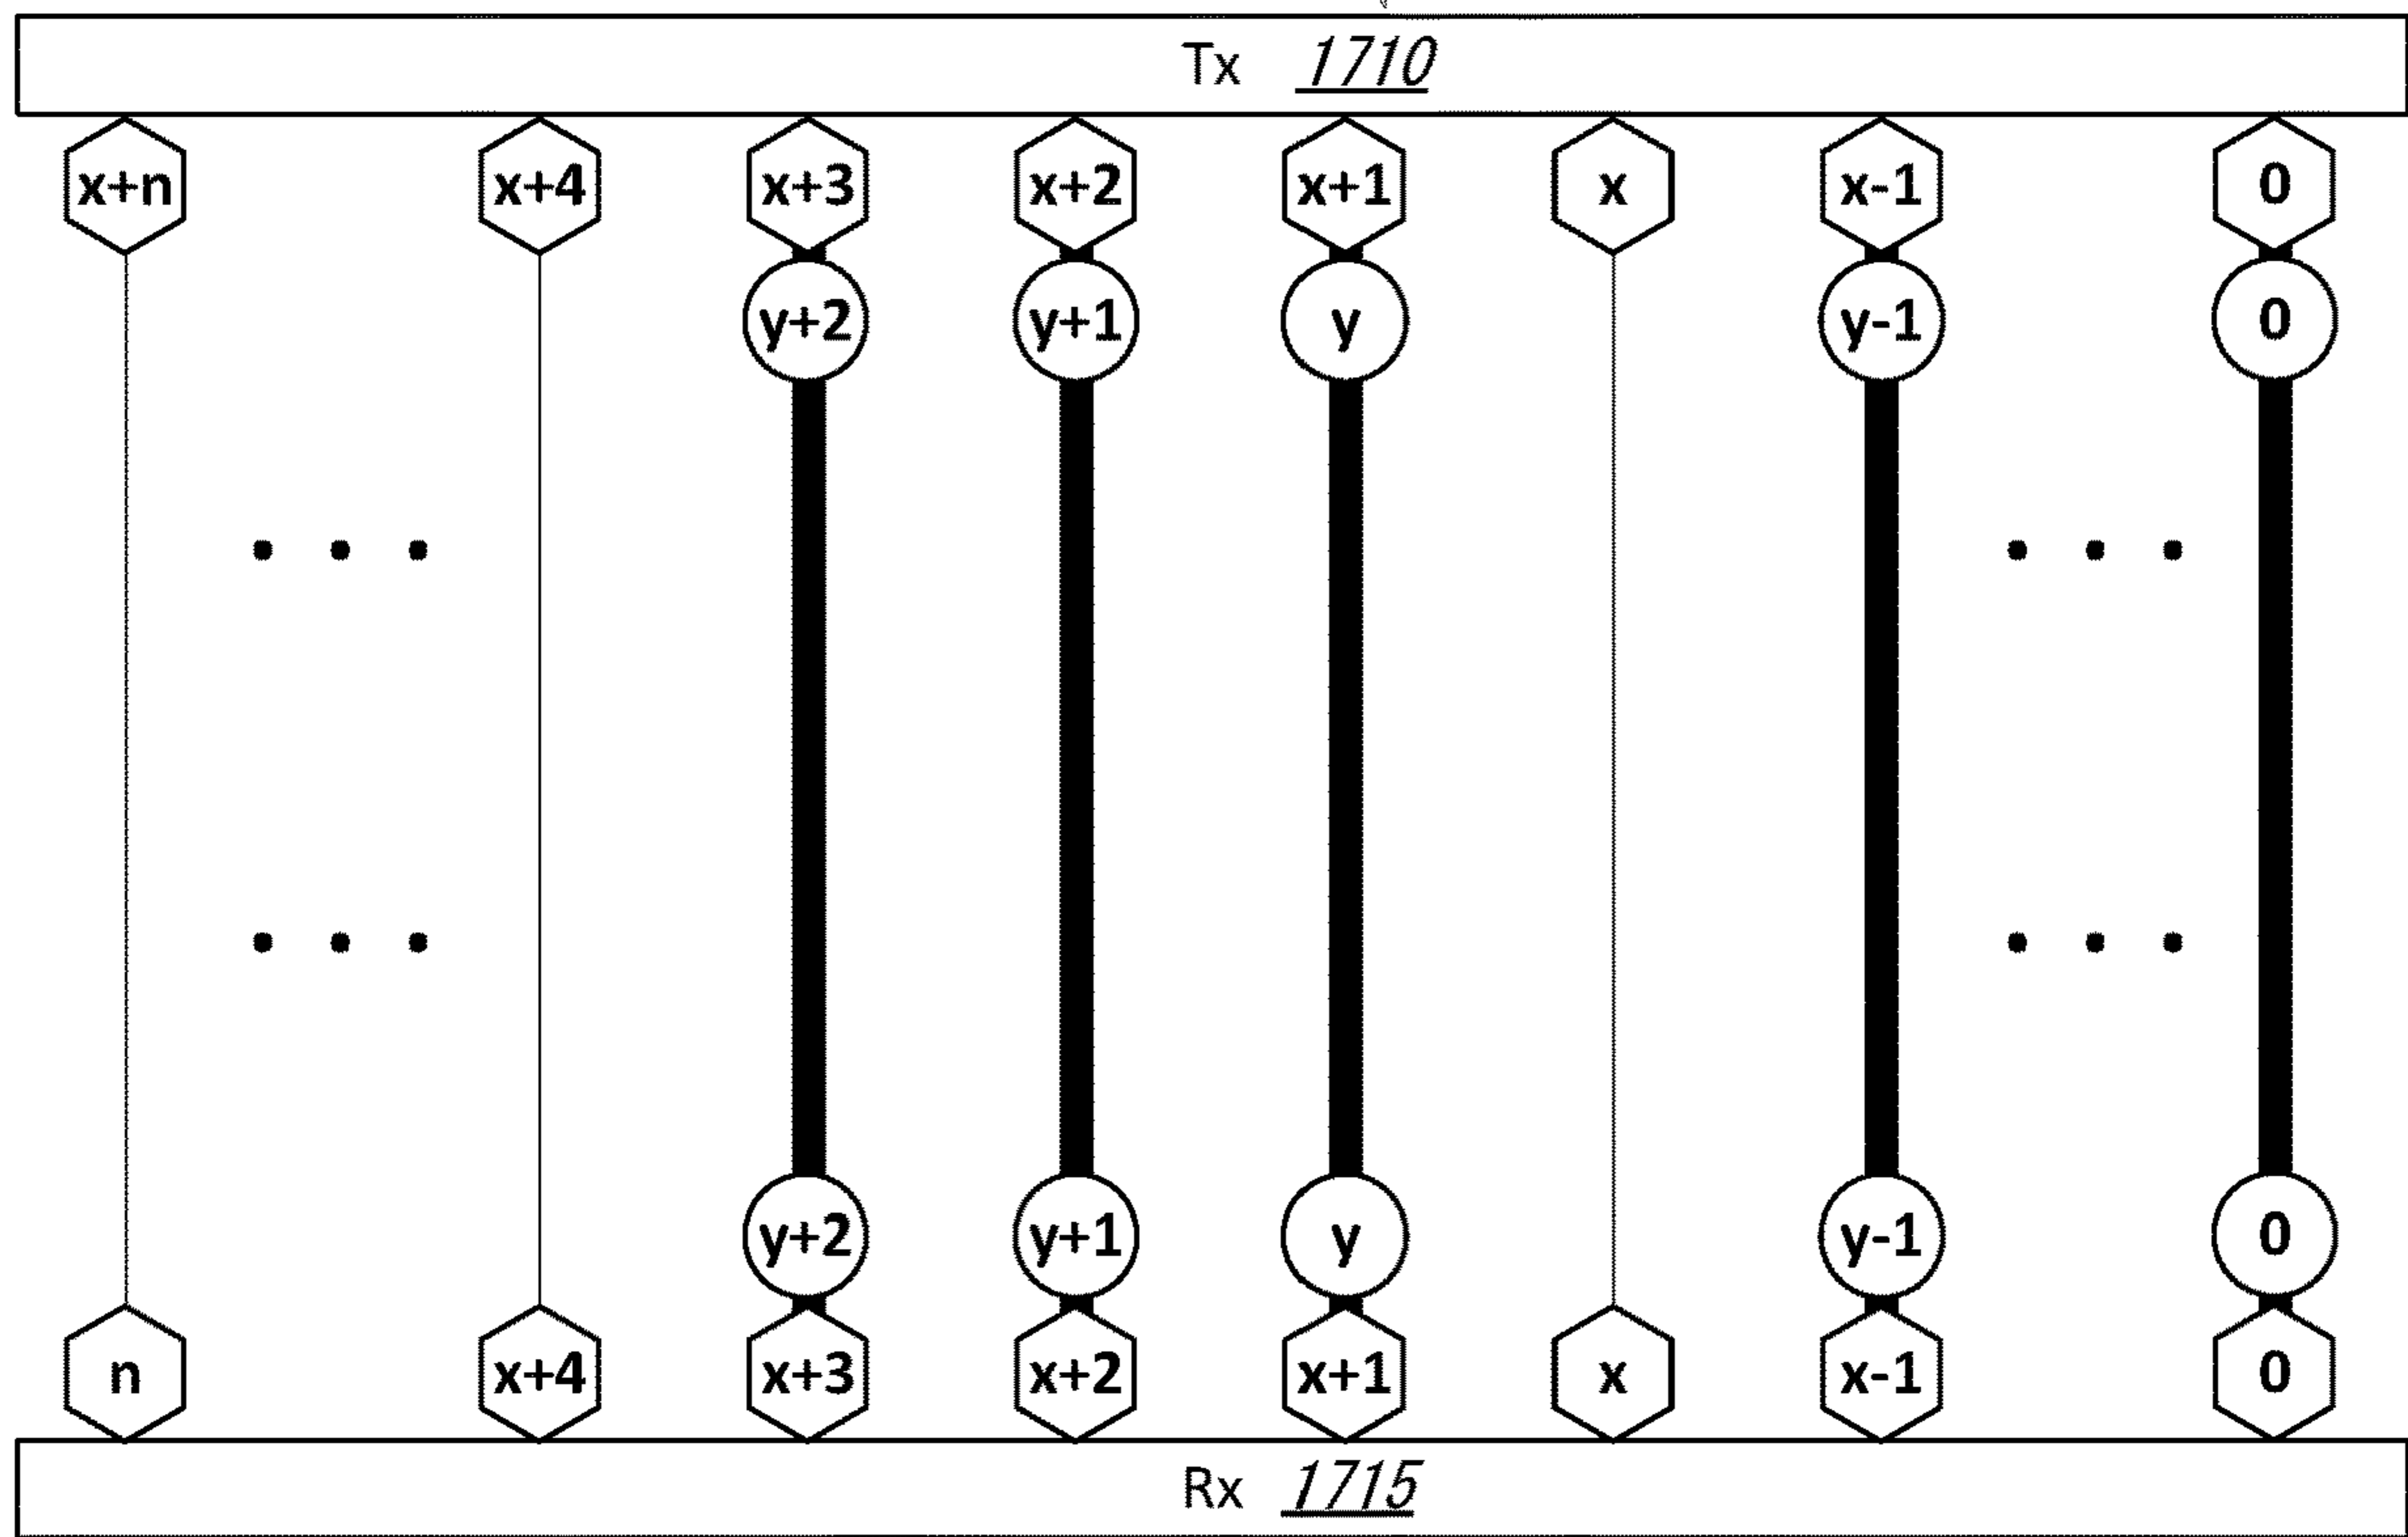 Tx 1710
x+n x+4 x+3 x+2 x+1 x x-1 0
y+2 y+1 y y-1 0
y+2 y+1 y y-1 0
n x+4 x+3 x+2 x+1 x x-1 0
Rx 1715